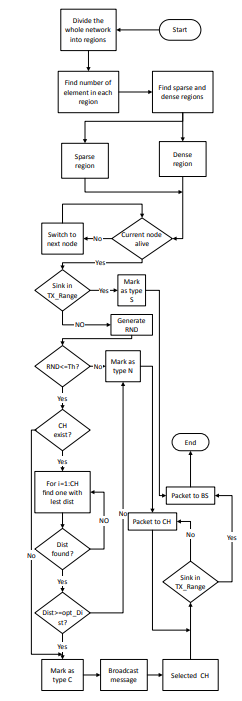 Divide the
whole network
into regions
Start
Find number of
element in each
region
Find sparse and
dense regions
Sparse
region
Dense
region
Switch to
next node
No
Current node
alive
Yes
Sink in
TX_Range
Yes
Mark
as type
S
NO
Generate
RND
RND<=Th?
No
Mark as
type N
Yes
CH
exist?
End
Yes
For i=1:CH
find one with
lest dist
Packet to BS
NO
No
Packet to CH
No
Yes
Dist
found?
No
Sink in
TX_Range
Yes
Dist>=opt_Di
st?
Yes
Mark as
type C
Broadcast
message
Selected CH